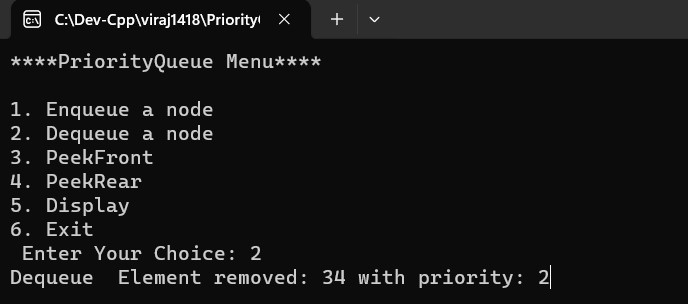 C:\Dev-Cpp\viraj1418\Priority
****PriorityQueue Menu****
1. Enqueue a node
2. Dequeue a node
3. PeekFront
4. PeekRear
5. Display
6. Exit
Enter Your Choice: 2
Dequeue  Element removed: 34 with priority: 2